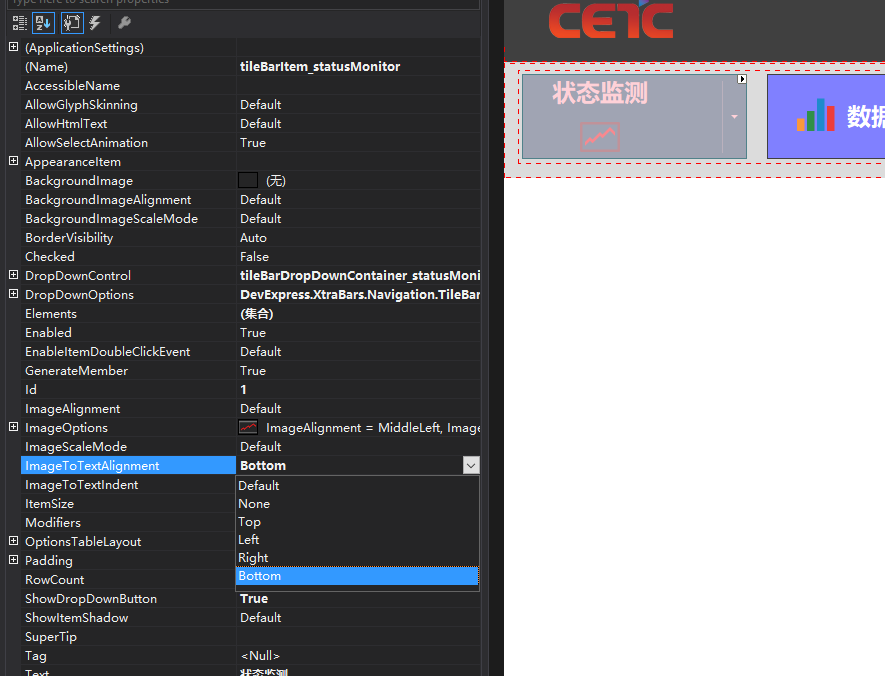 Type here to search properties
CETC
(ApplicationSettings)
(Name) tileBarItem_statusMonitor
AccessibleName
AllowGlyphSkinning Default
AllowHtmlText Default
AllowSelectAnimation True
AppearanceItem
BackgroundImage (无)
BackgroundImageAlignment Default
BackgroundImageScaleMode Default
BorderVisibility Auto
Checked False
DropDownControl tileBarDropDownContainer_statusMoni
DropDownOptions DevExpress.XtraBars.Navigation.TileBar
Elements (集合)
Enabled True
EnableItemDoubleClickEvent Default
GenerateMember True
Id 1
ImageAlignment Default
ImageOptions ImageAlignment = MiddleLeft, Image
ImageScaleMode Default
ImageToTextAlignment Bottom
ImageToTextIndent
ItemSize
Modifiers
OptionsTableLayout
Padding
RowCount
Default
None
Top
Left
Right
Bottom
ShowDropDownButton True
ShowItemShadow Default
SuperTip
Tag <Null>
Text 状态监测
状态监测
数据